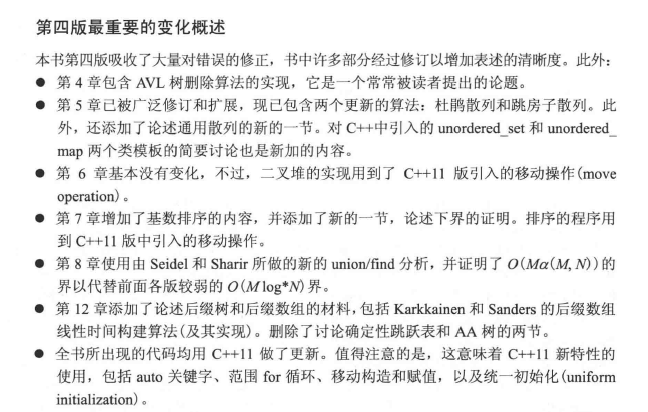 第四版最重要的变化概述
本书第四版吸收了大量对错误的修正，书中许多部分经过修订以增加表述的清晰度。此外：
● 第 4 章包含 AVL 树删除算法的实现，它是一个常常被读者提出的论题。
● 第 5 章已被广泛修订和扩展，现已包含两个更新的算法：杜鹃散列和跳房子散列。此
外，还添加了论述通用散列的新的一节。对 C++中引入的 unordered_set 和 unordered_
map 两个类模板的简要讨论也是新加的内容。
● 第 6 章基本没有变化，不过，二叉堆的实现用到了 C++11 版引入的移动操作(move
operation)。
● 第 7 章增加了基数排序的内容，并添加了新的一节，论述下界的证明。排序的程序用
到 C++11 版中引入的移动操作。
● 第 8 章使用由 Seidel 和 Sharir 所做的新的 union/find 分析，并证明了 O(Mα(M, N))的
界以代替前面各版较弱的 O(M log*N)界。
● 第 12 章添加了论述后缀树和后缀数组的材料，包括 Karkkainen 和 Sanders 的后缀数组
线性时间构建算法(及其实现)。删除了讨论确定性跳跃表和 AA 树的两节。
● 全书所出现的代码均用 C++11 做了更新。值得注意的是，这意味着 C++11 新特性的
使用，包括 auto 关键字、范围 for 循环、移动构造和赋值，以及统一初始化(uniform
initialization)。